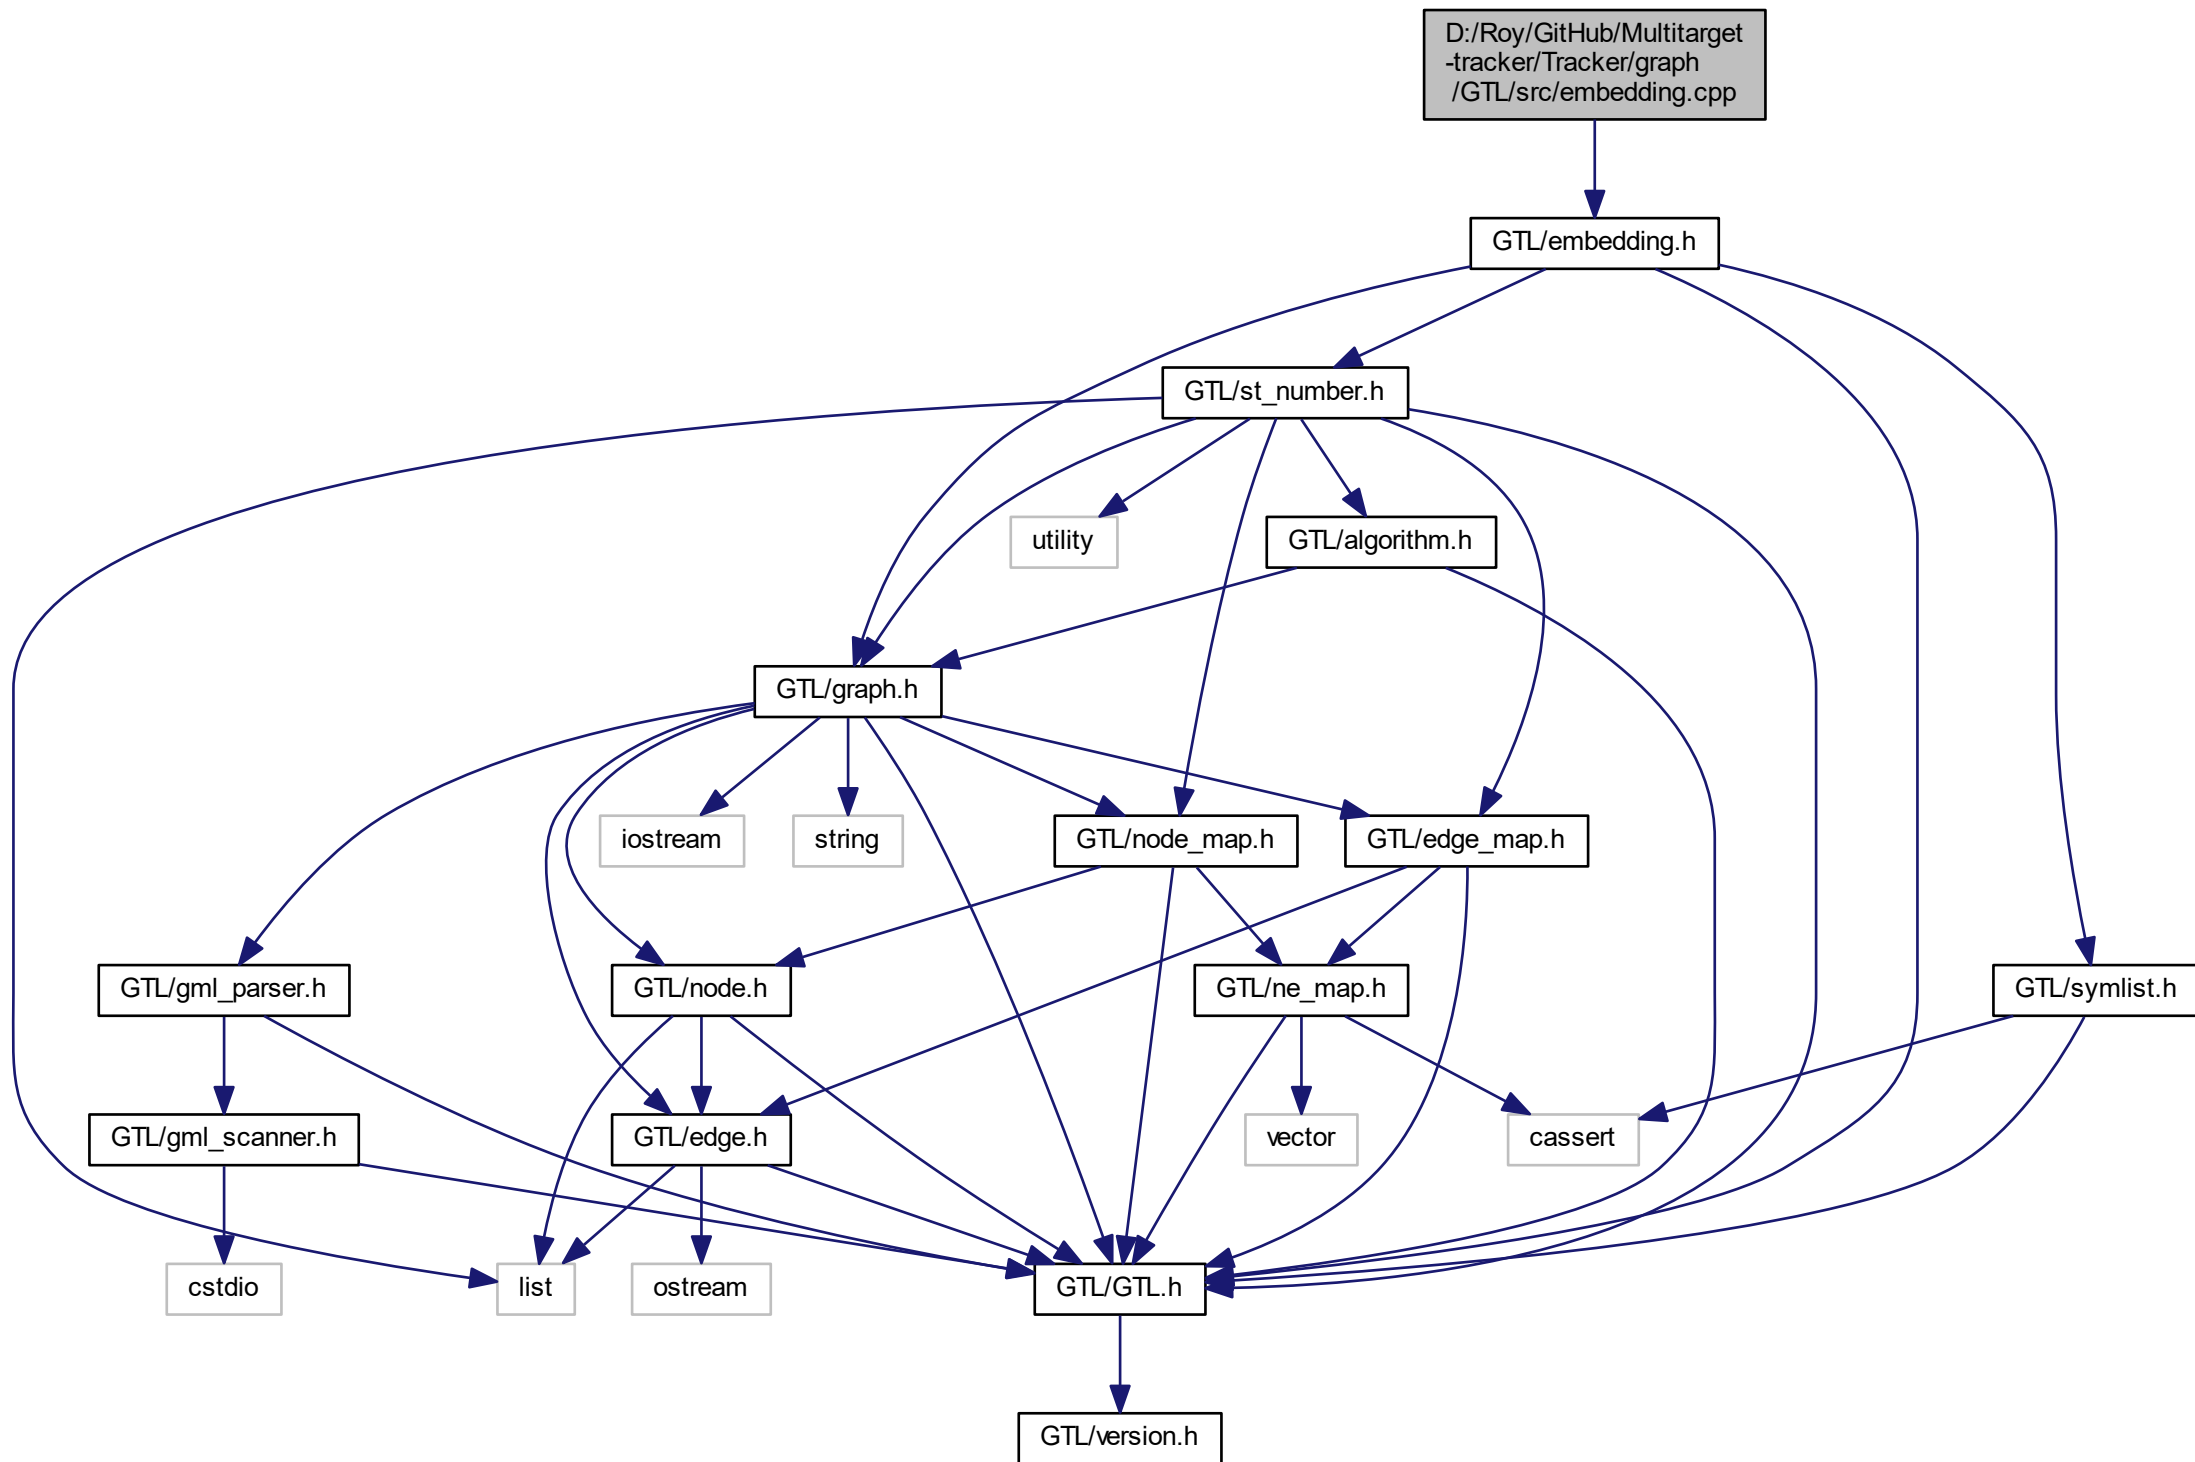 D:/Roy/GitHub/Multitarget
-tracker/Tracker/graph
/GTL/src/embedding.cpp
GTL/embedding.h
GTL/st_number.h
utility
GTL/algorithm.h
GTL/graph.h
iostream
string
GTL/node_map.h
GTL/edge_map.h
GTL/gml_parser.h
GTL/node.h
GTL/ne_map.h
GTL/symlist.h
GTL/gml_scanner.h
GTL/edge.h
vector
cassert
cstdio
list
ostream
GTL/GTL.h
GTL/version.h